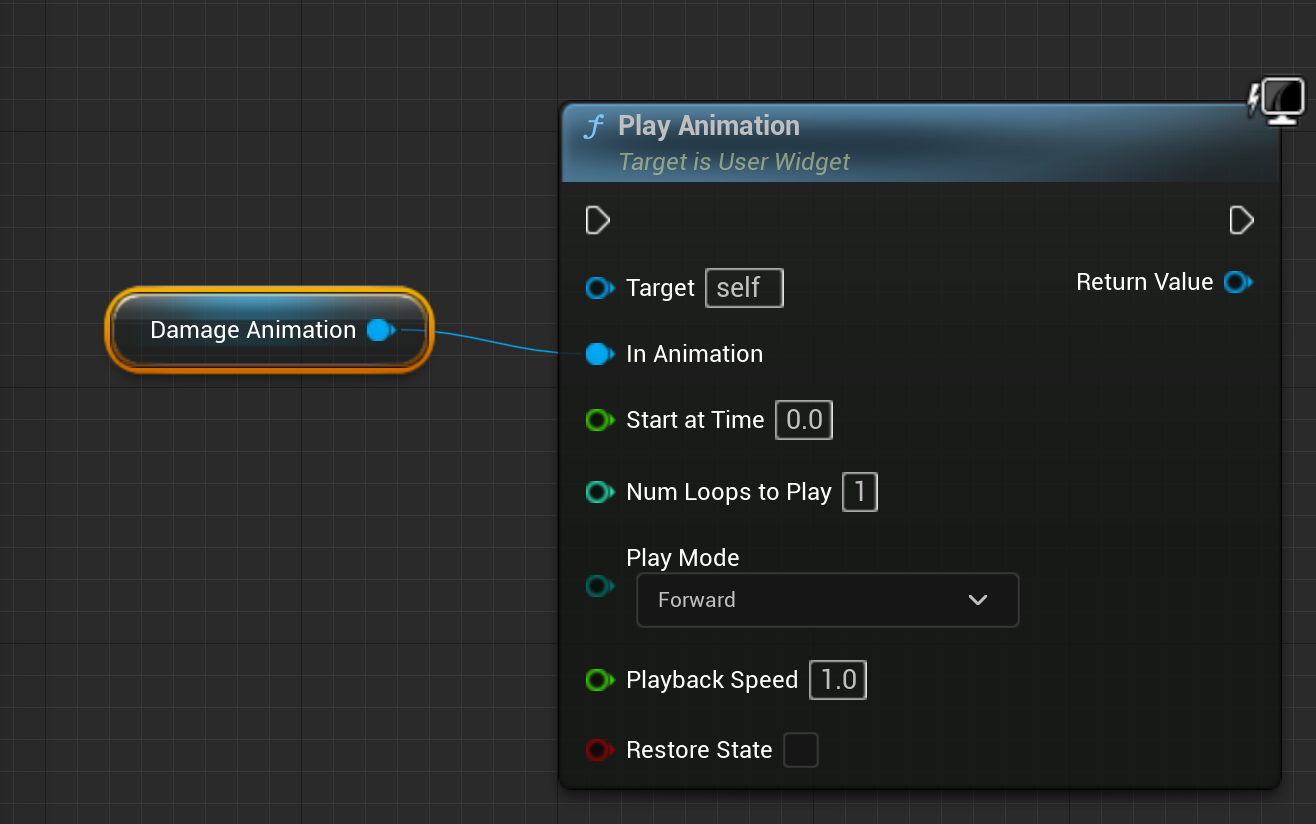 Play Animation
Target is User Widget
Target self
Return Value
Damage Animation
In Animation
Start at Time 0.0
Num Loops to Play 1
Play Mode
Forward
Playback Speed 1.0
Restore State